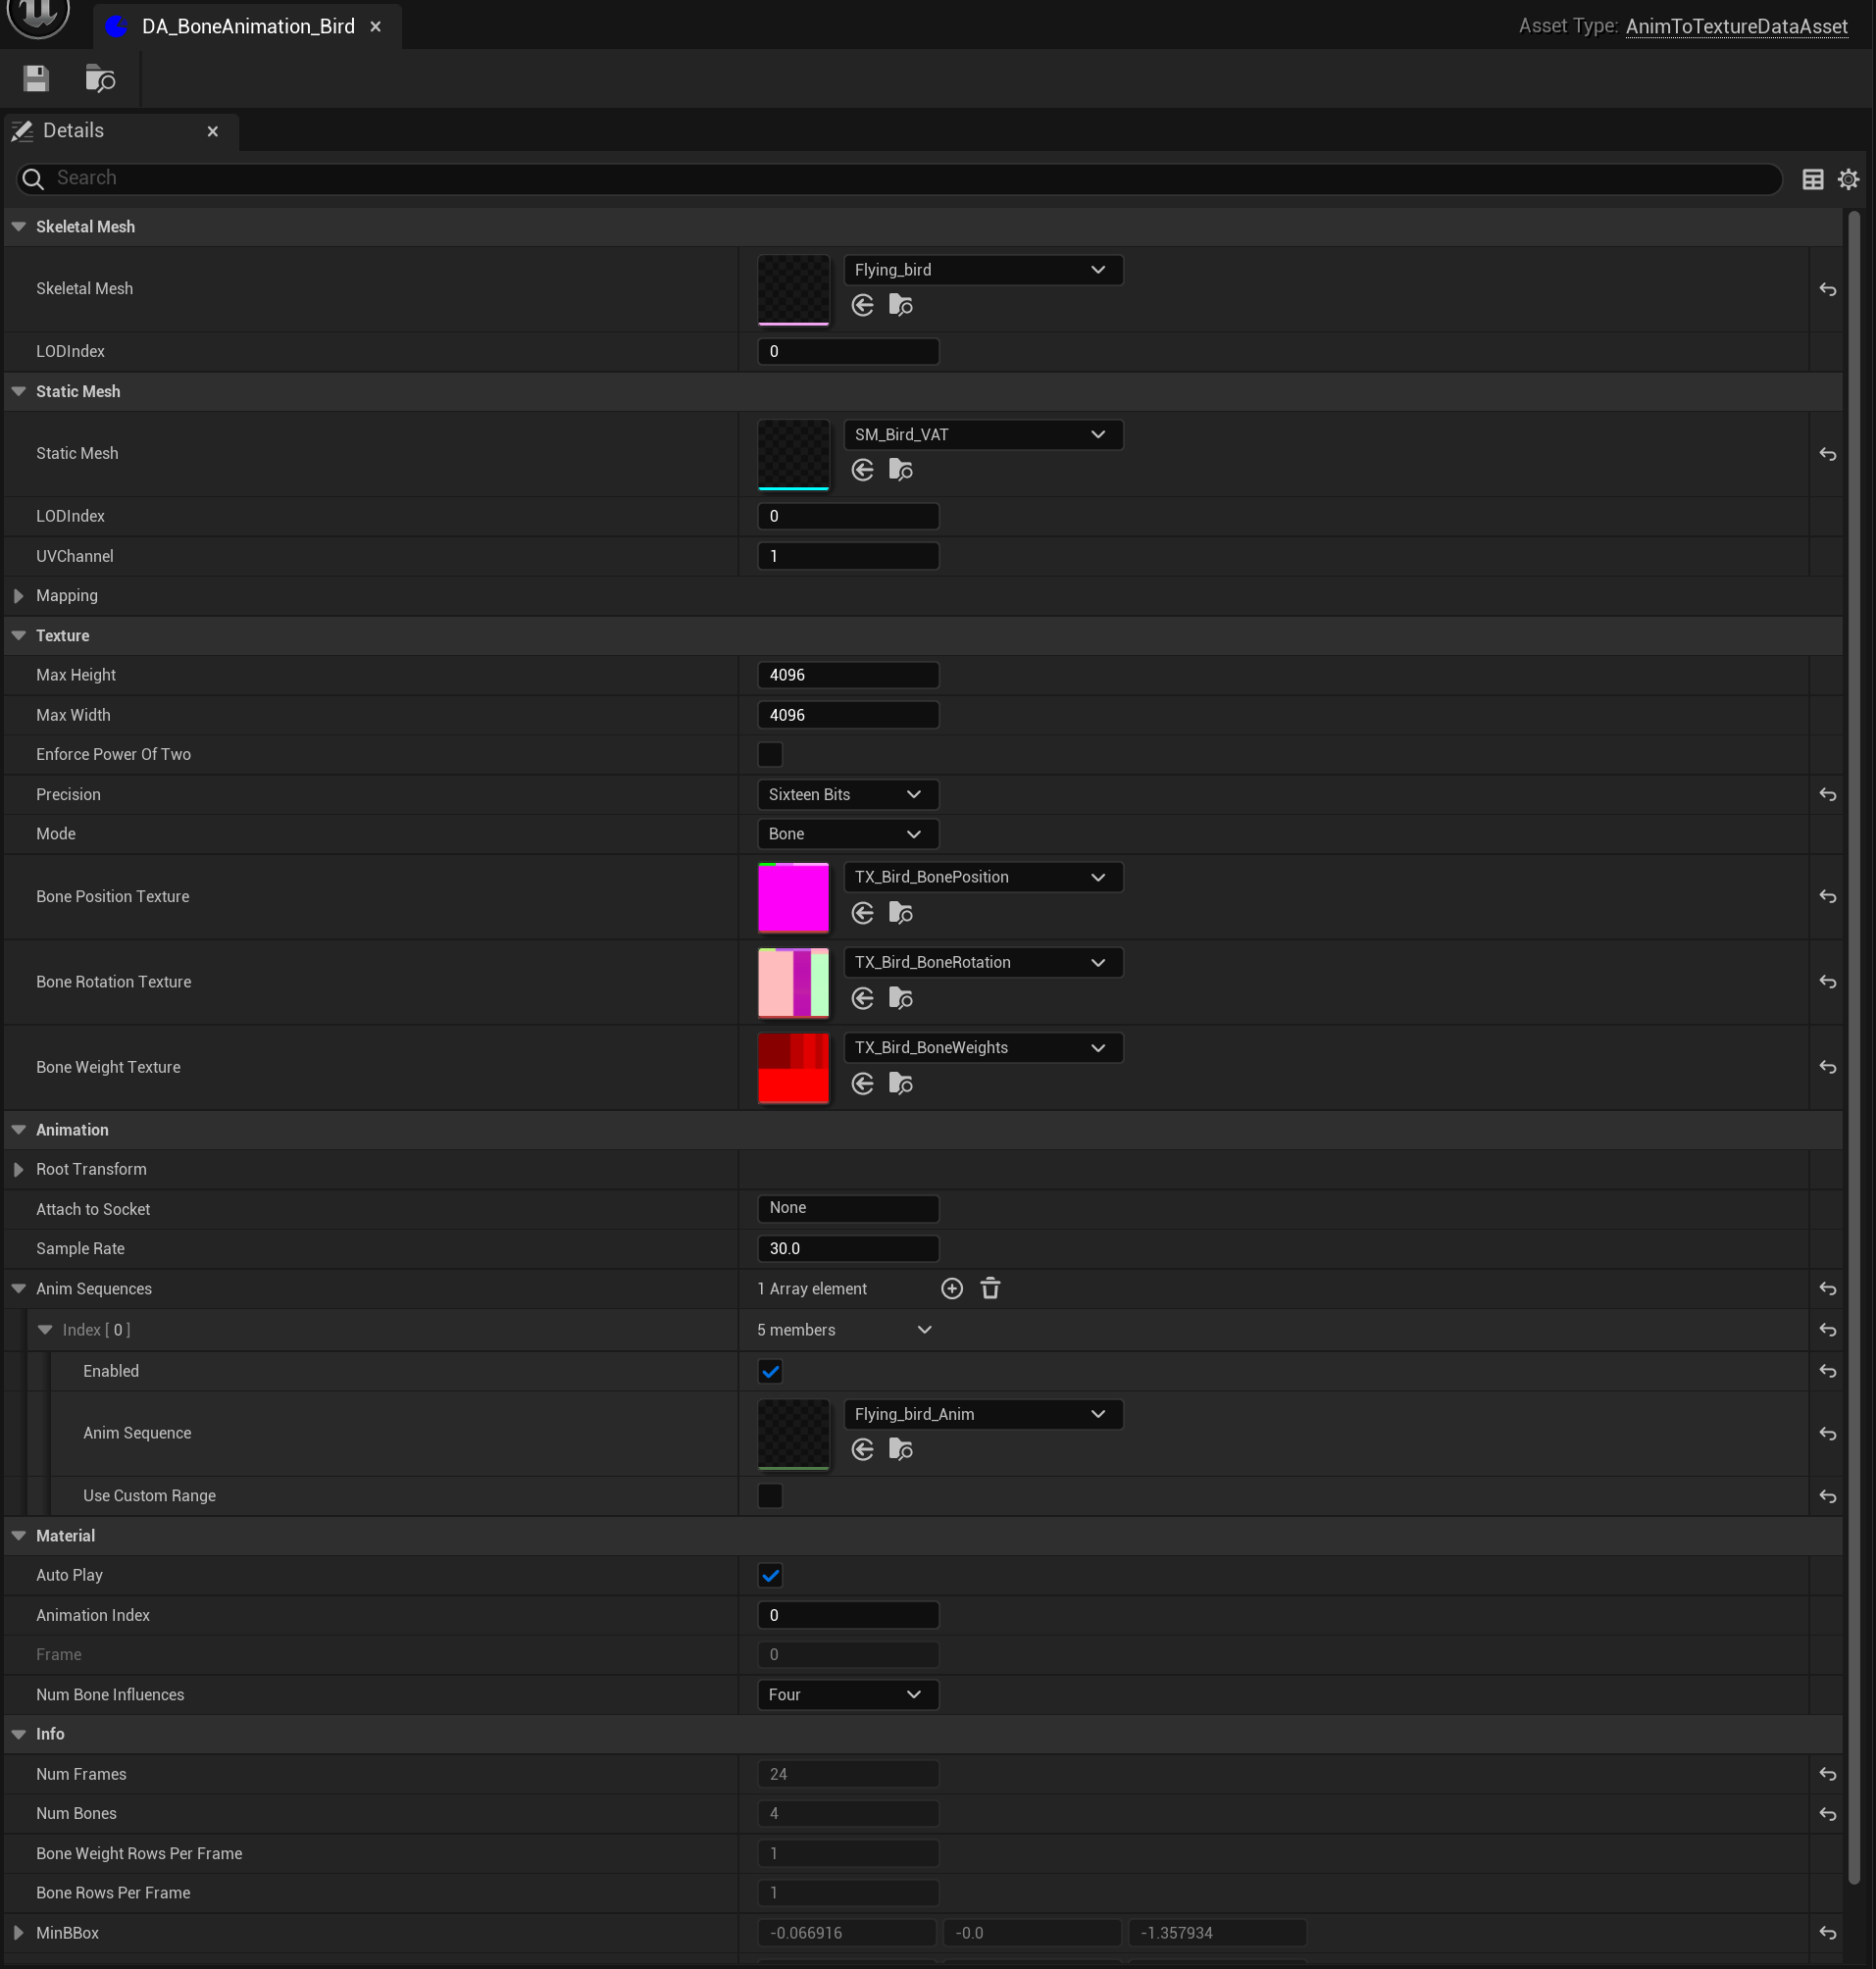 DA_BoneAnimation_Bird
Asset Type: AnimToTextureDataAsset
Details
Search
Skeletal Mesh
Skeletal Mesh
Flying_bird
LODIndex
0
Static Mesh
Static Mesh
SM_Bird_VAT
LODIndex
0
UVChannel
1
Mapping
Texture
Max Height
4096
Max Width
4096
Enforce Power Of Two
Precision
Sixteen Bits
Mode
Bone
Bone Position Texture
TX_Bird_BonePosition
Bone Rotation Texture
TX_Bird_BoneRotation
Bone Weight Texture
TX_Bird_BoneWeights
Animation
Root Transform
Attach to Socket
None
Sample Rate
30.0
Anim Sequences
1 Array element
Index [ 0 ]
5 members
Enabled
Anim Sequence
Flying_bird_Anim
Use Custom Range
Material
Auto Play
Animation Index
0
Frame
0
Num Bone Influences
Four
Info
Num Frames
24
Num Bones
4
Bone Weight Rows Per Frame
1
Bone Rows Per Frame
1
MinBBox
-0.066916
-0.0
-1.357934